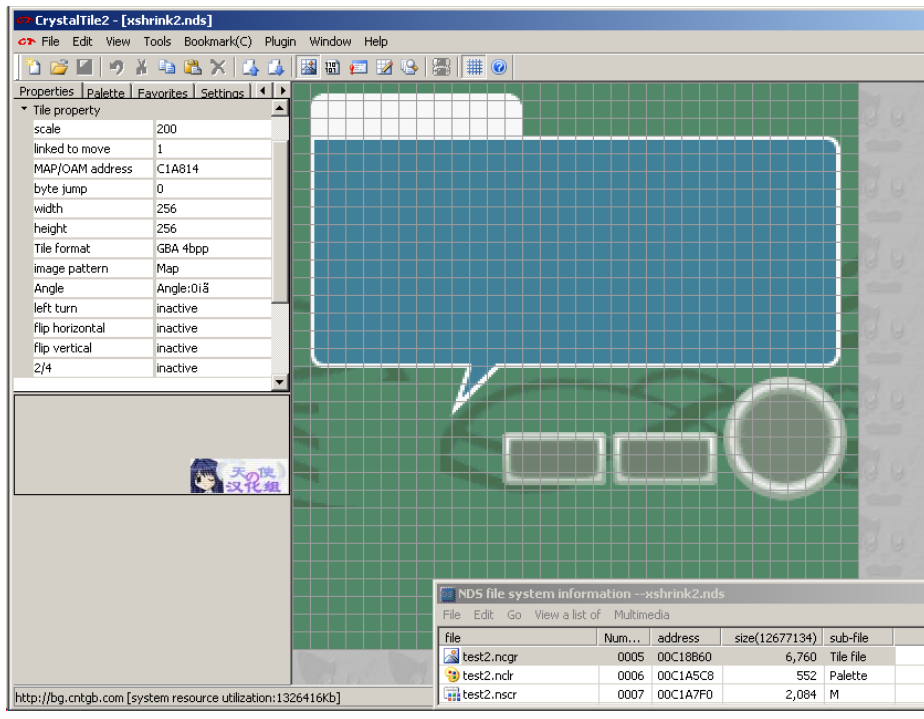 CrystalTile2 - [xshrink2.nds]
File Edit View Tools Bookmark(C) Plugin Window Help
Properties Palette Favorites Settings
Tile property
scale 200
linked to move 1
MAP/OAM address C1A814
byte jump 0
width 256
height 256
Tile format GBA 4bpp
image pattern Map
Angle Angle:0iã
left turn inactive
flip horizontal inactive
flip vertical inactive
2/4 inactive
天の使
汉化组
NDS file system information --xshrink2.nds
File Edit Go View a list of Multimedia
file Num... address size(12677134) sub-file
test2.ncgr 0005 00C18B60 6,760 Tile file
test2.nclr 0006 00C1A5C8 552 Palette
test2.nscr 0007 00C1A7F0 2,084 M
http://bg.cntgb.com [system resource utilization:1326416Kb]